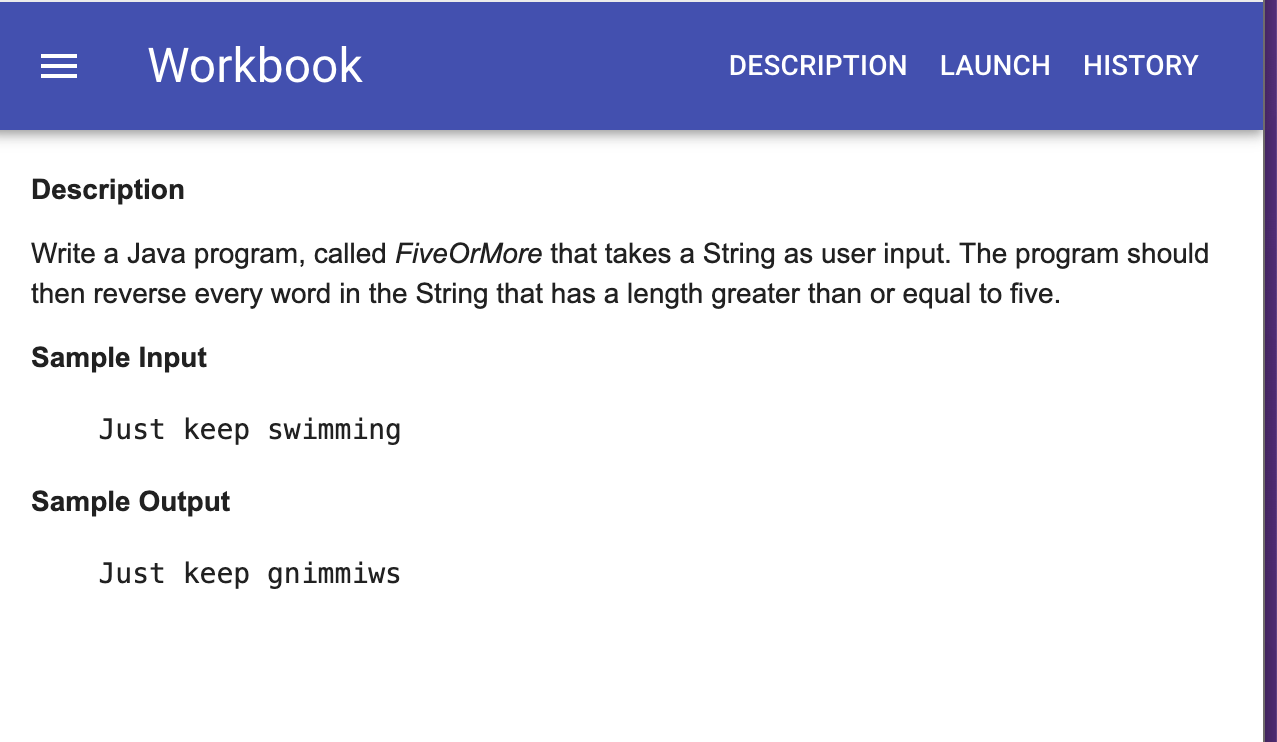 Workbook
DESCRIPTION LAUNCH HISTORY
Description
Write a Java program, called FiveOrMore that takes a String as user input. The program should
then reverse every word in the String that has a length greater than or equal to five.
Sample Input
Just keep swimming
Sample Output
Just keep gnimmiws